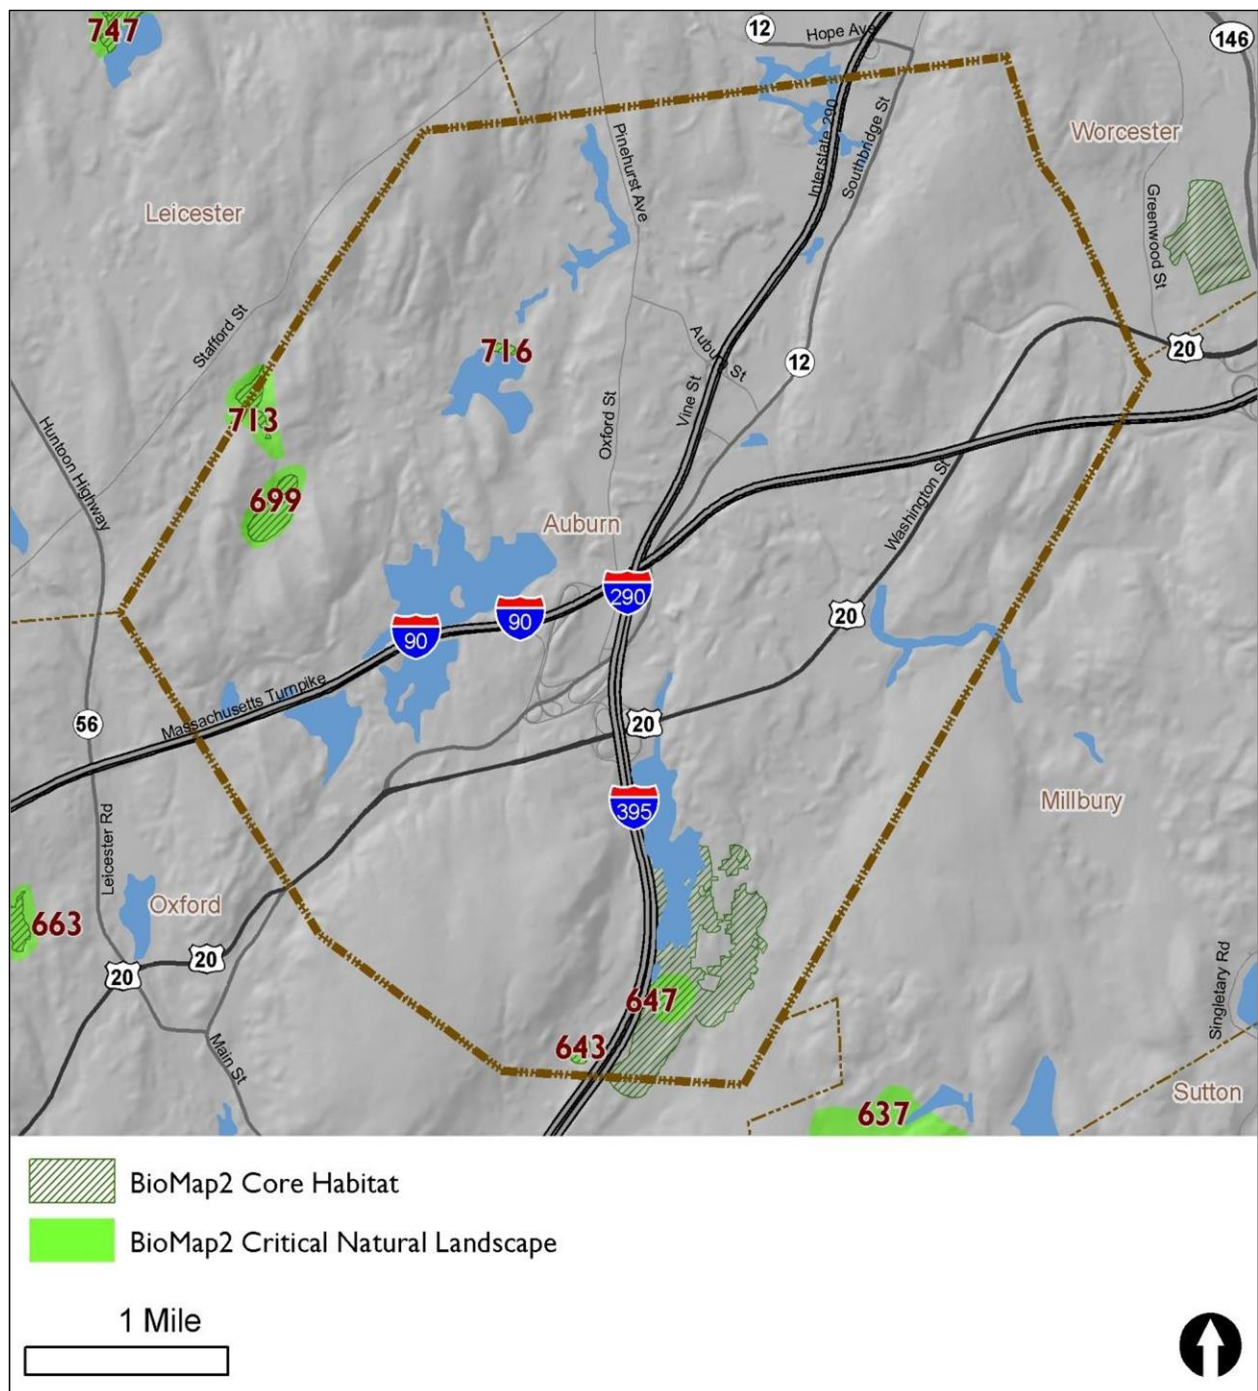 747
12
Hope Ave
146
Worcester
Interstate 290
Southbridge St
Pinehurst Ave
Leicester
Greenwood St
Stafford St
716
Auburn St
12
20
713
Vine St
Oxford St
Huntoon Highway
699
Auburn
Washington St
290
90
90
20
Massachusetts Turnpike
56
20
395
Millbury
Leicester Rd
663
Oxford
20
20
Singletary Rd
647
643
Main St
637
Sutton
BioMap2 Core Habitat
BioMap2 Critical Natural Landscape
1 Mile